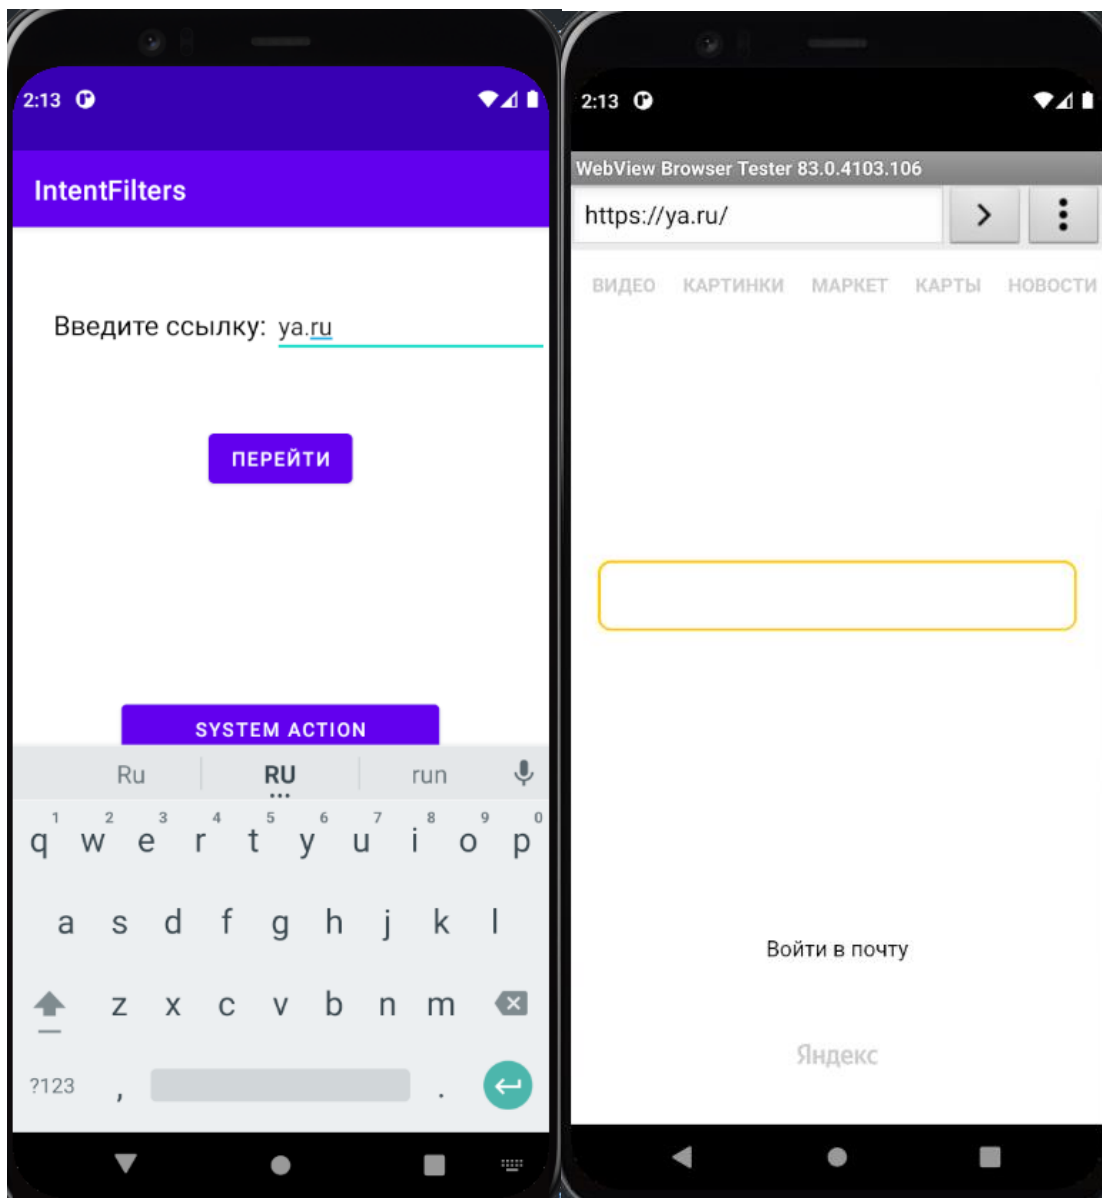 2:13
IntentFilters
Введите ссылку: ya.ru
ПЕРЕЙТИ
SYSTEM ACTION
Ru RU run
1 2 3 4 5 6 7 8 9 0
q w e r t y u i o p
a s d f g h j k l
z x c v b n m
?123 , .
2:13
WebView Browser Tester 83.0.4103.106
https://ya.ru/
ВИДЕО КАРТИНКИ МАРКЕТ КАРТЫ НОВОСТИ
Войти в почту
Яндекс